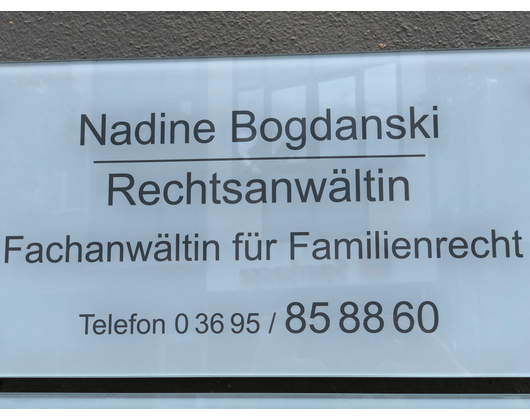 Nadine Bogdanski
Rechtsanwältin
Fachanwältin für Familienrecht
Telefon 0 36 95 / 85 88 60